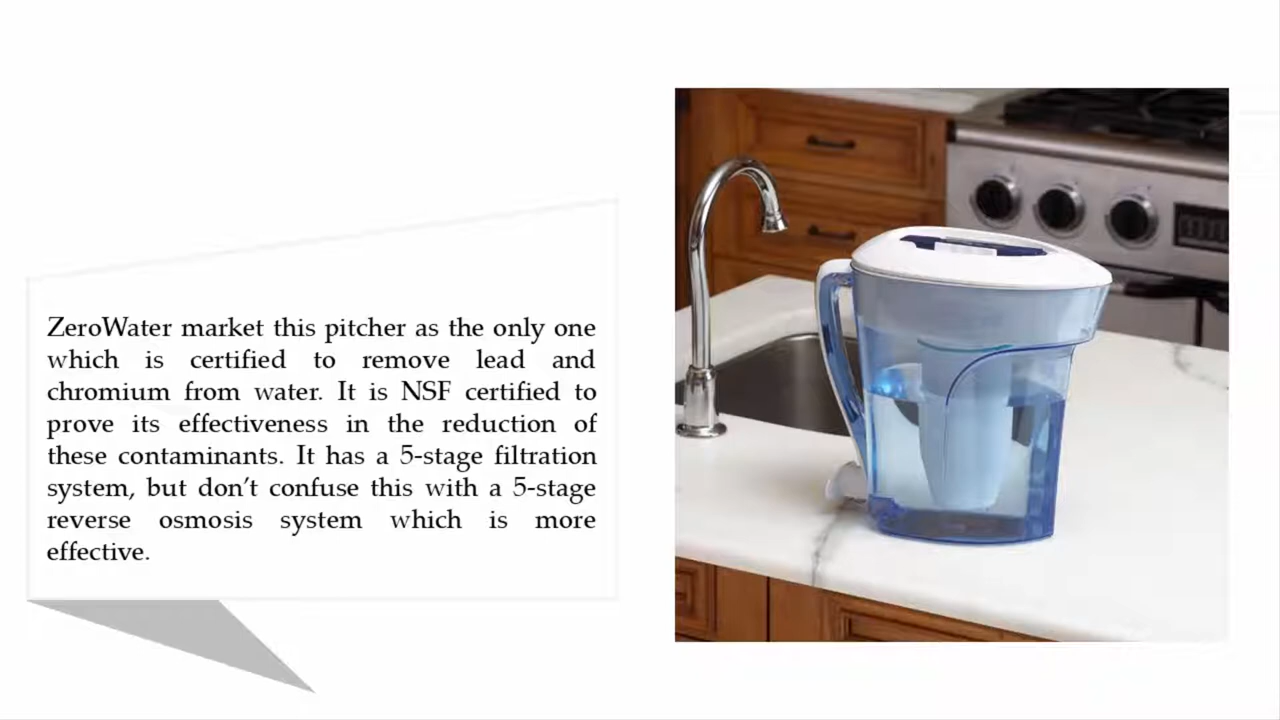 ZeroWater market this pitcher as the only one
which is certified to remove lead and
chromium from water. It is NSF certified to
prove its effectiveness in the reduction of
these contaminants. It has a 5-stage filtration
system, but don’t confuse this with a 5-stage
reverse osmosis system which is more
effective.